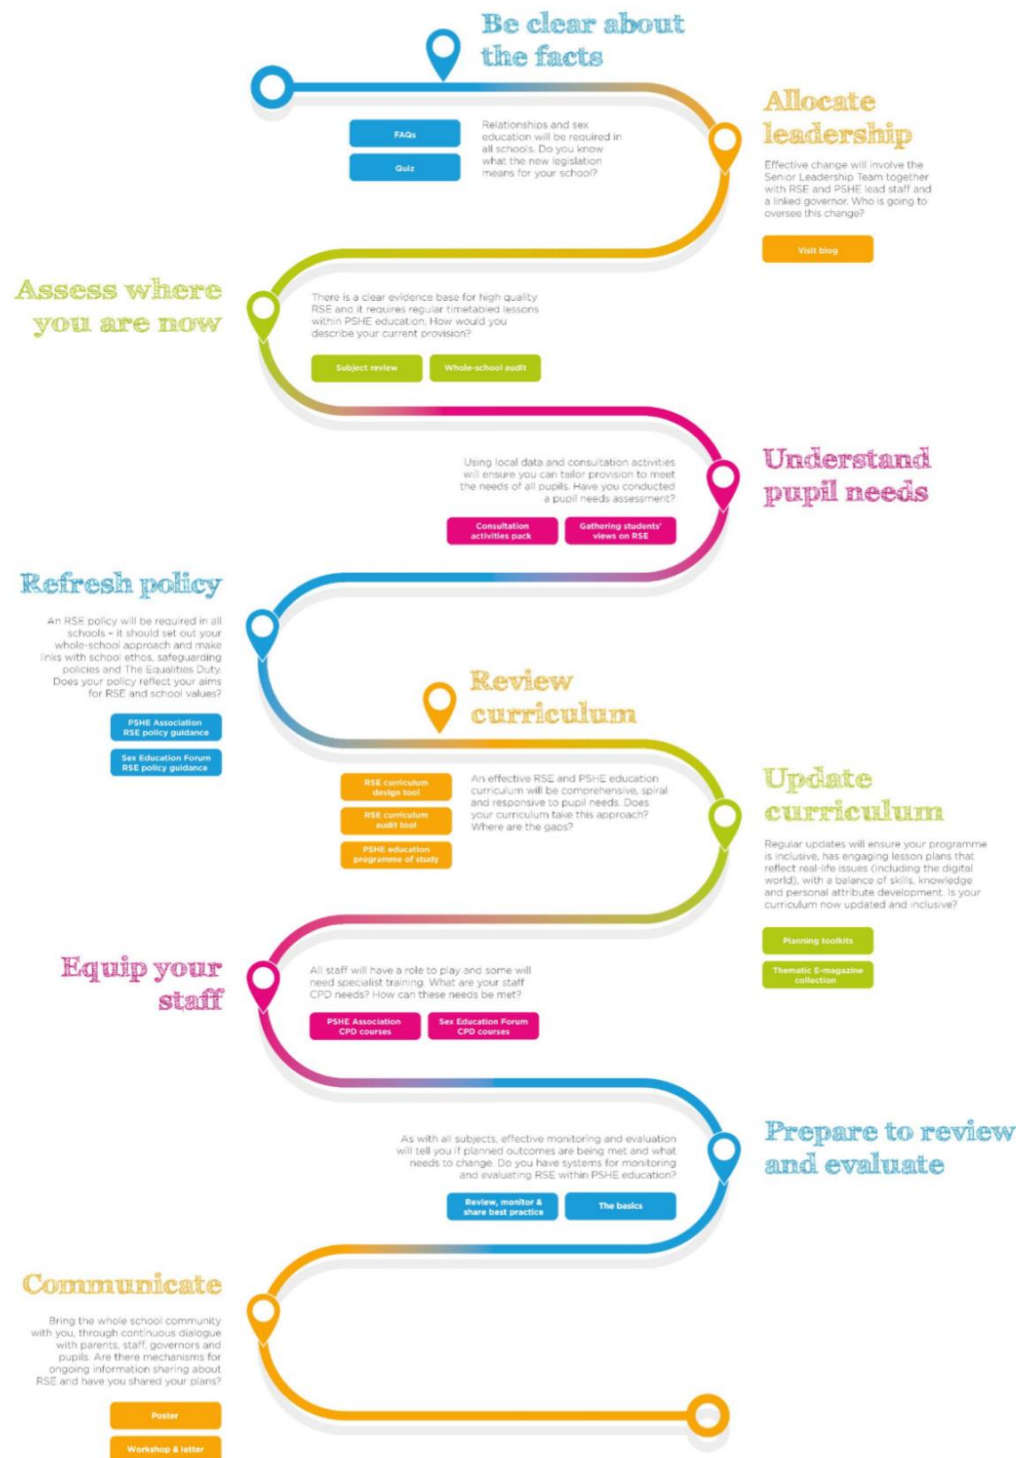 Be clear about
the facts
FAQs
Quiz
Relationships and sex
education will be required in
all schools. Do you know
what the new legislation
means for your school?
Allocate
leadership
Effective change will involve the
Senior Leadership Team together
with RSE and PSHE lead staff and
a linked governor. Who is going to
oversee this change?
Visit blog
Assess where
you are now
There is a clear evidence base for high quality
RSE and it requires regular timetabled lessons
within PSHE education. How would you
describe your current provision?
Subject review
Whole-school audit
Understand
pupil needs
Using local data and consultation activities
will ensure you can tailor provision to meet
the needs of all pupils. Have you conducted
a pupil needs assessment?
Consultation
activities pack
Gathering students'
views on RSE
Refresh policy
An RSE policy will be required in all
schools – it should set out your
whole-school approach and make
links with school ethos, safeguarding
policies and The Equalities Duty.
Does your policy reflect your aims
for RSE and school values?
PSHE Association
RSE policy guidance
Sex Education Forum
RSE policy guidance
Review
curriculum
RSE curriculum
design tool
RSE curriculum
audit tool
PSHE education
programme of study
An effective RSE and PSHE education
curriculum will be comprehensive, spiral
and responsive to pupil needs. Does
your curriculum take this approach?
Where are the gaps?
Update
curriculum
Regular updates will ensure your programme
is inclusive, has engaging lesson plans that
reflect real-life issues (including the digital
world), with a balance of skills, knowledge
and personal attribute development. Is your
curriculum now updated and inclusive?
Planning toolkits
Thematic E-magazine
collection
Equip your
staff
All staff will have a role to play and some will
need specialist training. What are your staff
CPD needs? How can these needs be met?
PSHE Association
CPD courses
Sex Education Forum
CPD courses
Prepare to review
and evaluate
As with all subjects, effective monitoring and evaluation
will tell you if planned outcomes are being met and what
needs to change. Do you have systems for monitoring
and evaluating RSE within PSHE education?
Review, monitor &
share best practice
The basics
Communicate
Bring the whole school community
with you, through continuous dialogue
with parents, staff, governors and
pupils. Are there mechanisms for
ongoing information sharing about
RSE and have you shared your plans?
Poster
Workshop & letter